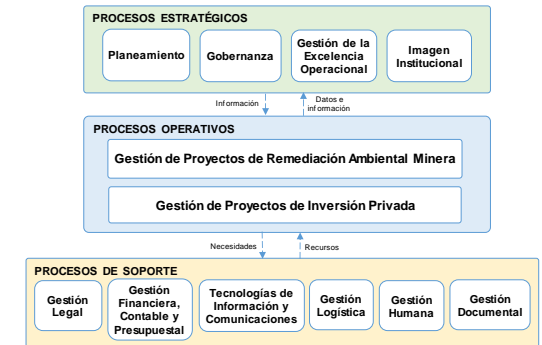 PROCESOS ESTRATÉGICOS
Planeamiento
Gobernanza
Gestión de la
Excelencia
Operacional
Imagen
Institucional
Información
Datos e
información
PROCESOS OPERATIVOS
Gestión de Proyectos de Remediación Ambiental Minera
Gestión de Proyectos de Inversión Privada
Necesidades
Recursos
PROCESOS DE SOPORTE
Gestión
Legal
Gestión
Financiera,
Contable y
Presupuestal
Tecnologías de
Información y
Comunicaciones
Gestión
Logística
Gestión
Humana
Gestión
Documental